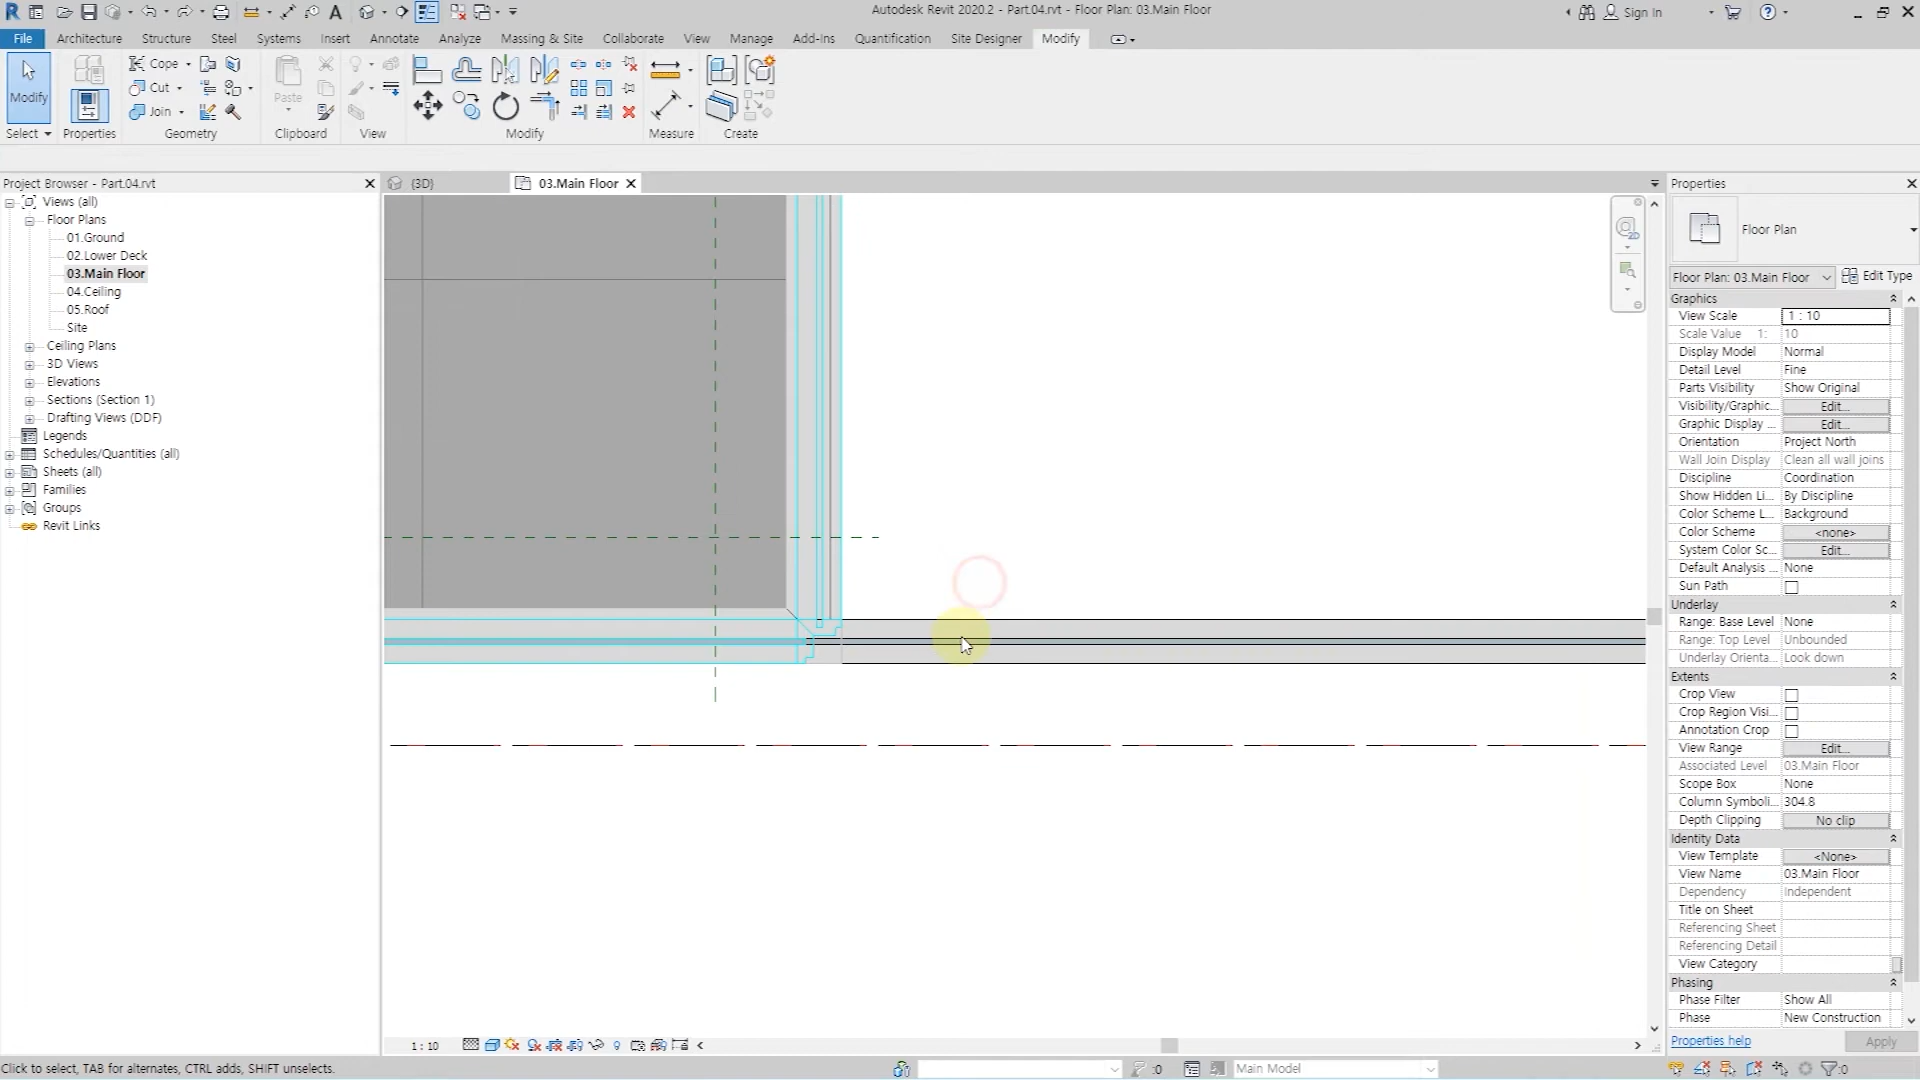 Autodesk Revit 2020.2 - Part.04.rvt - Floor Plan: 03.Main Floor
Sign In
File
Architecture
Structure
Steel
Systems
Insert
Annotate
Analyze
Massing & Site
Collaborate
View
Manage
Add-Ins
Quantification
Site Designer
Modify
Modify
Select
Properties
Cope
Cut
Join
Geometry
Paste
Clipboard
View
Modify
Measure
Create
Project Browser - Part.04.rvt
Views (all)
Floor Plans
01.Ground
02.Lower Deck
03.Main Floor
04.Ceiling
05.Roof
Site
Ceiling Plans
3D Views
Elevations
Sections (Section 1)
Drafting Views (DDF)
Legends
Schedules/Quantities (all)
Sheets (all)
Families
Groups
Revit Links
{3D}
03.Main Floor
2D
Properties
Floor Plan
Floor Plan: 03.Main Floor
Edit Type
Graphics
View Scale 1 : 10
Scale Value 1: 10
Display Model Normal
Detail Level Fine
Parts Visibility Show Original
Visibility/Graphic... Edit...
Graphic Display ... Edit...
Orientation Project North
Wall Join Display Clean all wall joins
Discipline Coordination
Show Hidden Li... By Discipline
Color Scheme L... Background
Color Scheme <none>
System Color Sc... Edit...
Default Analysis ... None
Sun Path
Underlay
Range: Base Level None
Range: Top Level Unbounded
Underlay Orienta... Look down
Extents
Crop View
Crop Region Visi...
Annotation Crop
View Range Edit...
Associated Level 03.Main Floor
Scope Box None
Column Symboli... 304.8
Depth Clipping No clip
Identity Data
View Template <None>
View Name 03.Main Floor
Dependency Independent
Title on Sheet
Referencing Sheet
Referencing Detail
View Category
Phasing
Phase Filter Show All
Phase New Construction
Properties help
Apply
1 : 10
Click to select, TAB for alternates, CTRL adds, SHIFT unselects.
:0
Main Model
:0